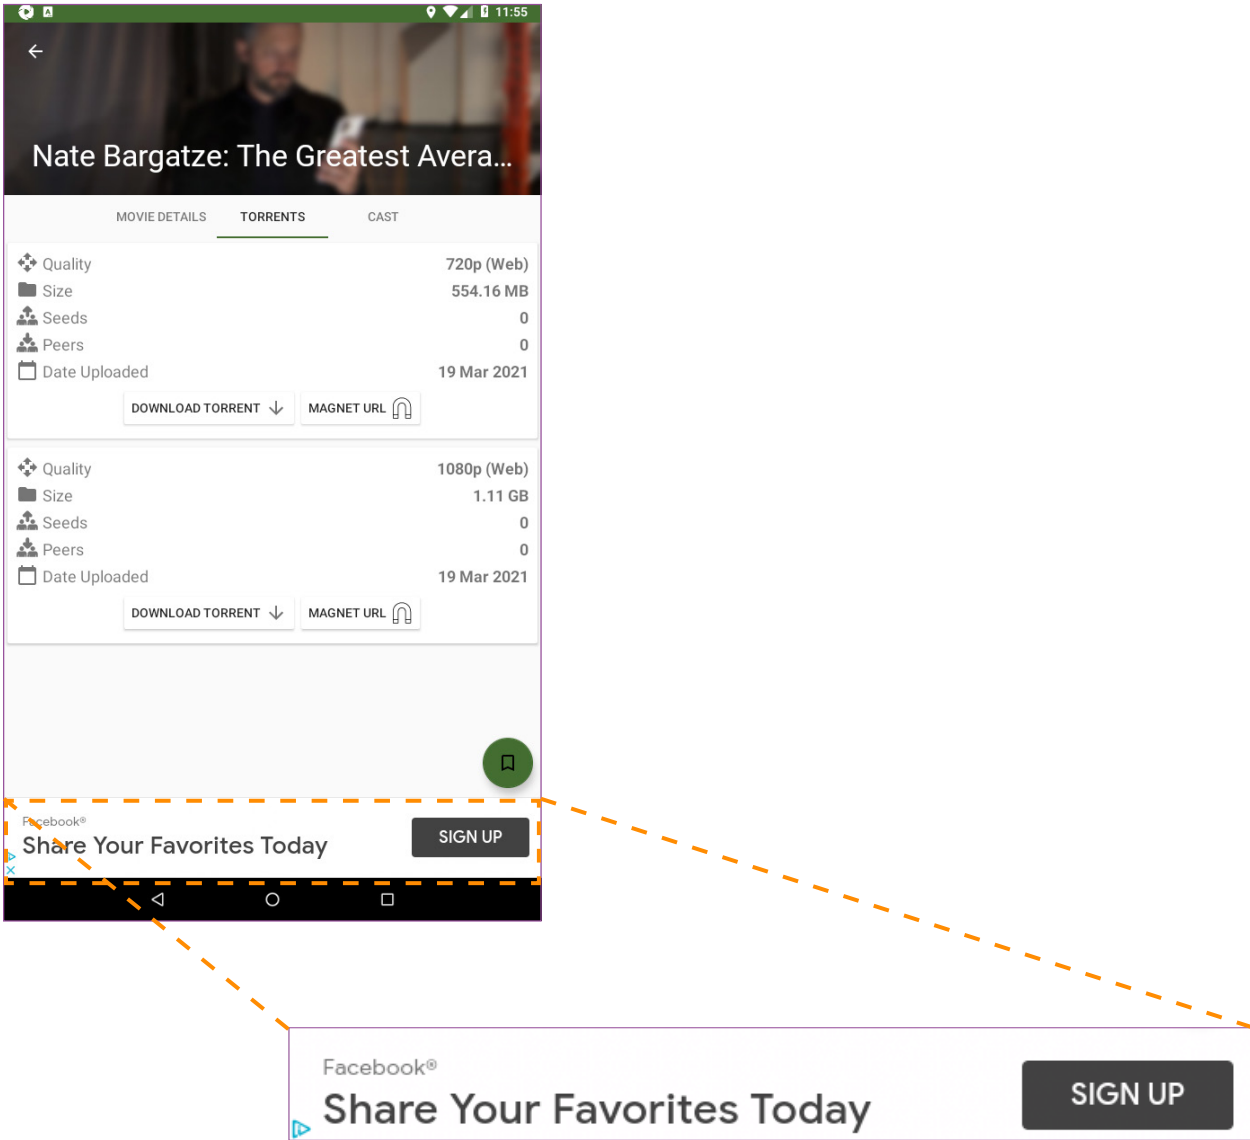 11:55
Nate Bargatze: The Greatest Avera...
MOVIE DETAILS TORRENTS CAST
Quality 720p (Web)
Size 554.16 MB
Seeds 0
Peers 0
Date Uploaded 19 Mar 2021
DOWNLOAD TORRENT MAGNET URL
Quality 1080p (Web)
Size 1.11 GB
Seeds 0
Peers 0
Date Uploaded 19 Mar 2021
DOWNLOAD TORRENT MAGNET URL
Facebook®
Share Your Favorites Today
SIGN UP
Facebook®
Share Your Favorites Today
SIGN UP